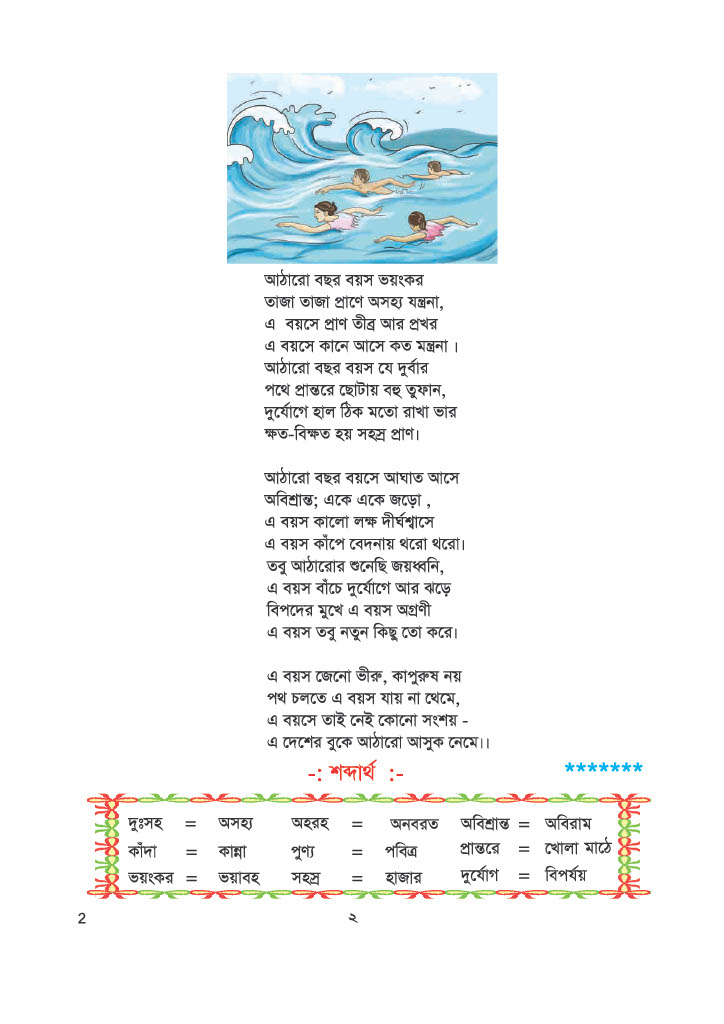 আঠারো বছর বয়স ভয়ংকর
তাজা তাজা প্রাণে অসহ্য যন্ত্রনা,
এ বয়সে প্রাণ তীব্র আর প্রখর
এ বয়সে কানে আসে কত মন্ত্রনা ।
আঠারো বছর বয়স যে দুর্বার
পথে প্রান্তরে ছোটায় বহু তুফান,
দুর্যোগে হাল ঠিক মতো রাখা ভার
ক্ষত-বিক্ষত হয় সহস্র প্রাণ।
আঠারো বছর বয়সে আঘাত আসে
অবিশ্রান্ত; একে একে জড়ো ,
এ বয়স কালো লক্ষ দীর্ঘশ্বাসে
এ বয়স কাঁপে বেদনায় থরো থরো।
তবু আঠারোর শুনেছি জয়ধ্বনি,
এ বয়স বাঁচে দুর্যোগে আর ঝড়ে
বিপদের মুখে এ বয়স অগ্রণী
এ বয়স তবু নতুন কিছু তো করে।
এ বয়স জেনো ভীরু, কাপুরুষ নয়
পথ চলতে এ বয়স যায় না থেমে,
এ বয়সে তাই নেই কোনো সংশয় -
এ দেশের বুকে আঠারো আসুক নেমে।।
-: শব্দার্থ :- *******
দুঃসহ = অসহ্য অহরহ = অনবরত অবিশ্রান্ত = অবিরাম
কাঁদা = কান্না পুণ্য = পবিত্র প্রান্তরে = খোলা মাঠে
ভয়ংকর = ভয়াবহ সহস্র = হাজার দুর্যোগ = বিপর্যয়
2 ২